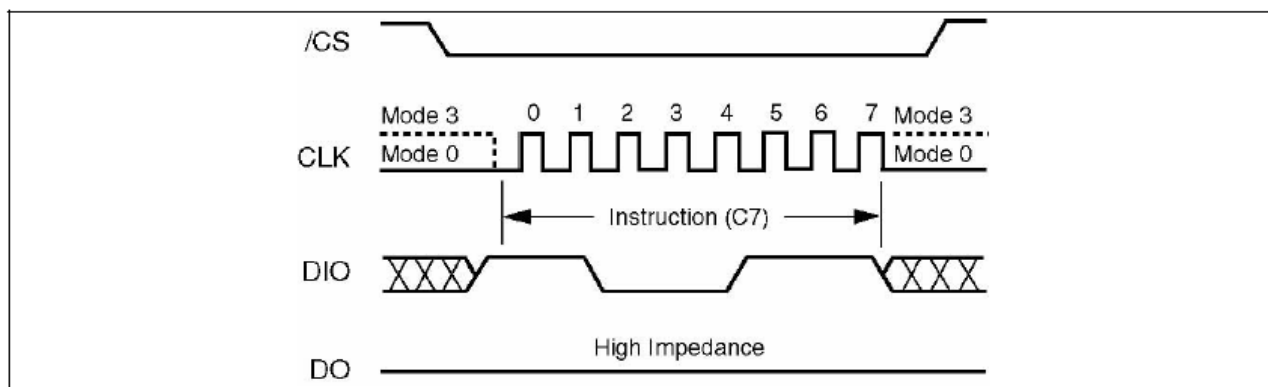 /CS
Mode 3 0 1 2 3 4 5 6 7 Mode 3
CLK Mode 0 Mode 0
Instruction (C7)
DIO
High Impedance
DO